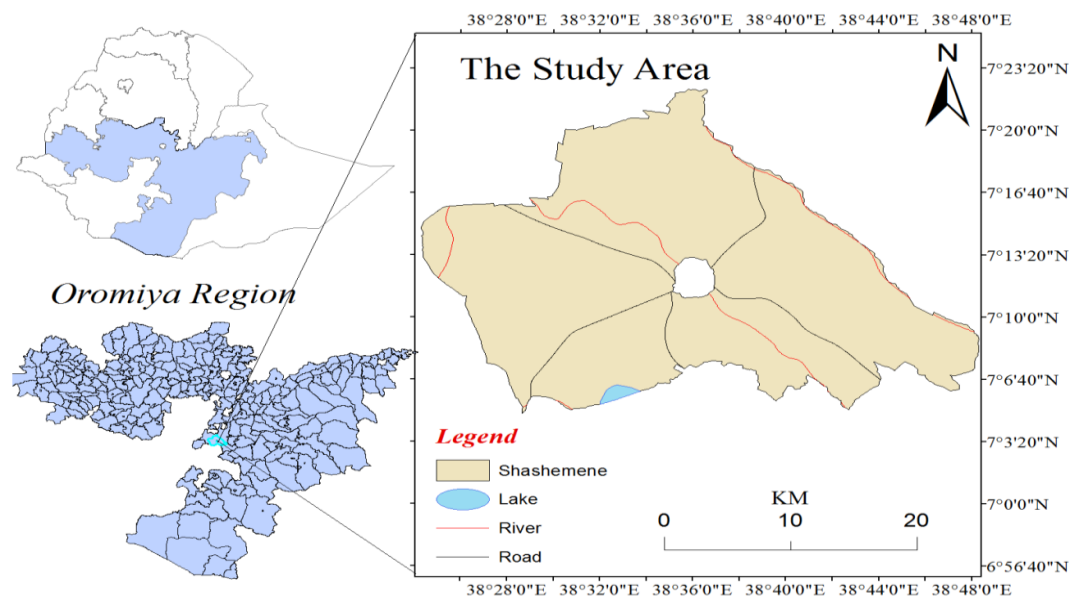 38°28'0"E 38°32'0"E 38°36'0"E 38°40'0"E 38°44'0"E 38°48'0"E
The Study Area
N
7°23'20"N
7°20'0"N
7°16'40"N
7°13'20"N
Oromiya Region
7°10'0"N
7°6'40"N
Legend
7°3'20"N
Shashemene
Lake
KM
7°0'0"N
River
0 10 20
Road
6°56'40"N
38°28'0"E 38°32'0"E 38°36'0"E 38°40'0"E 38°44'0"E 38°48'0"E